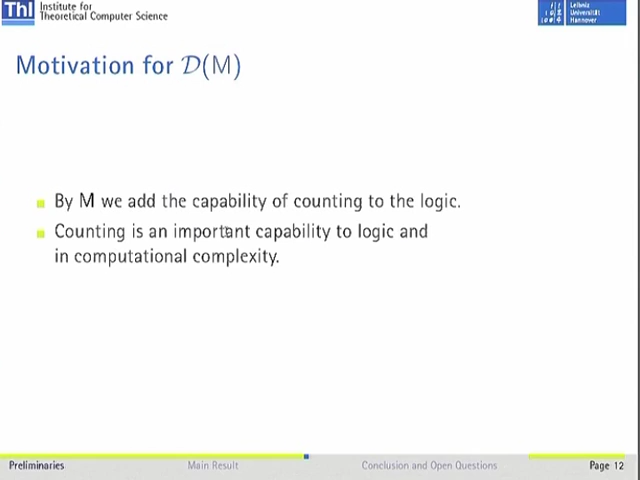 ThI Institute for
Theoretical Computer Science
Leibniz
Universität
Hannover
Motivation for 𝒟(M)
By M we add the capability of counting to the logic.
Counting is an important capability to logic and
in computational complexity.
Preliminaries Main Result Conclusion and Open Questions Page 12